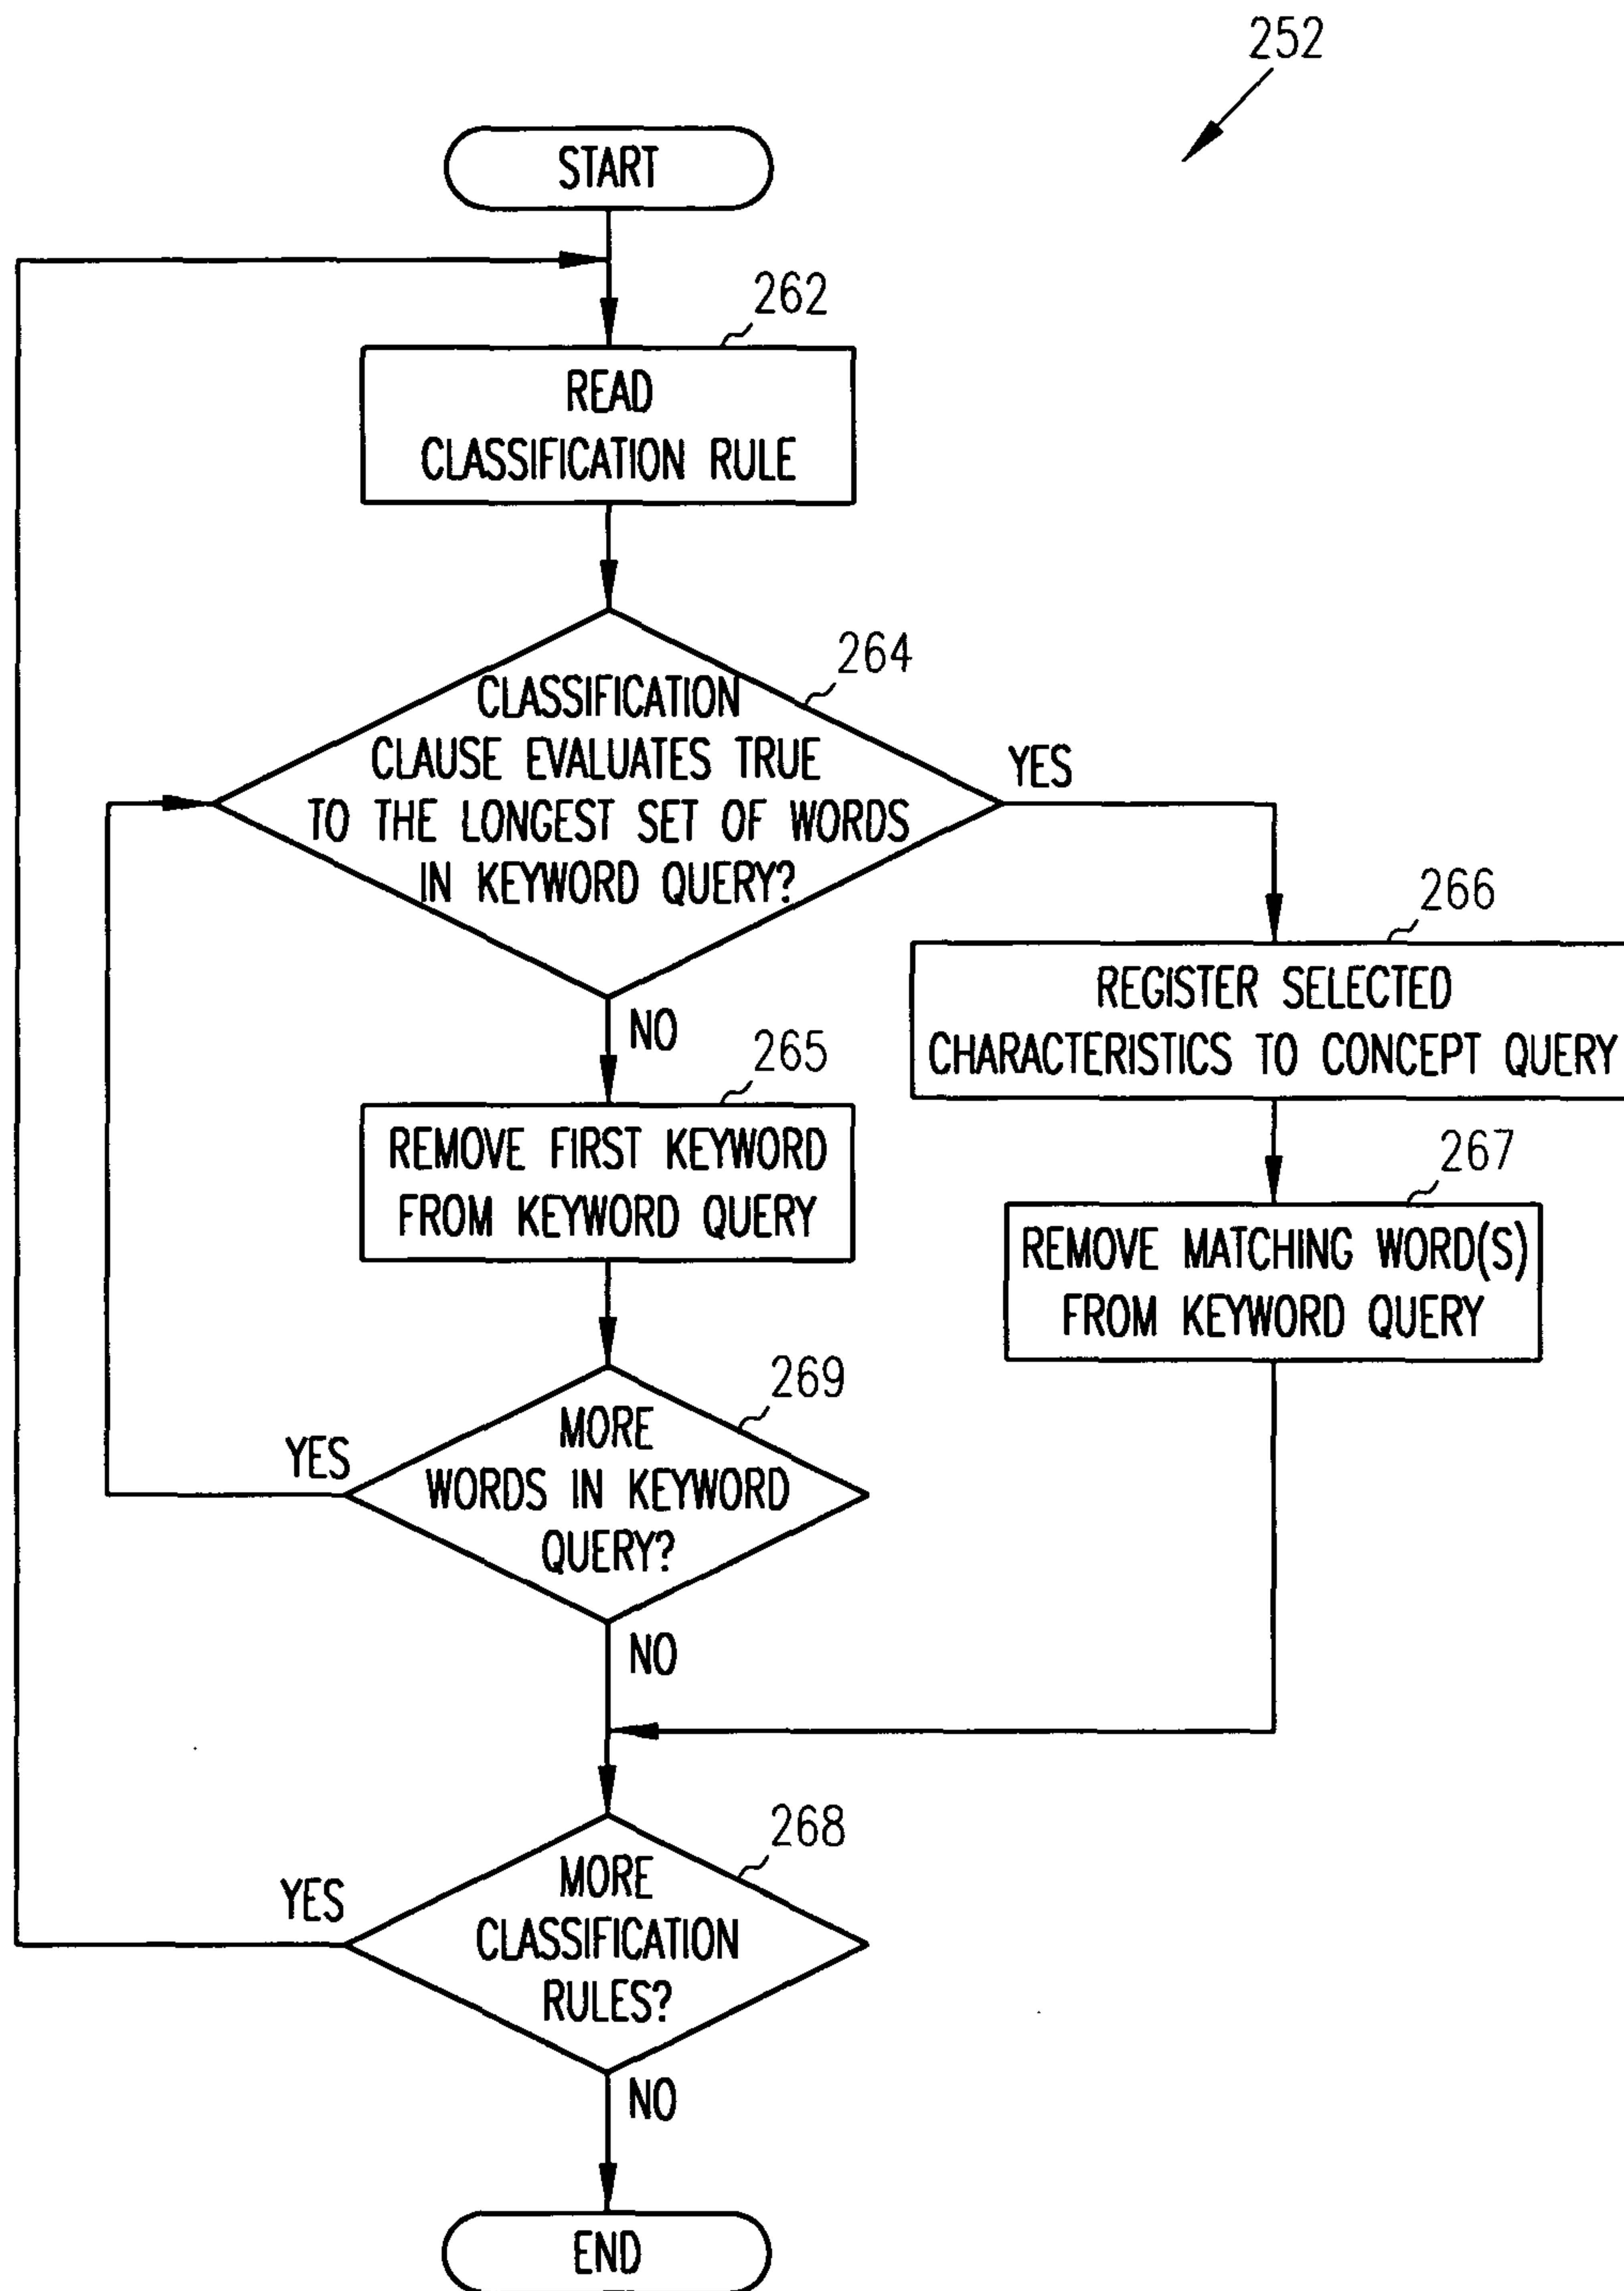 252
START
262
READ
CLASSIFICATION RULE
264
CLASSIFICATION
CLAUSE EVALUATES TRUE
TO THE LONGEST SET OF WORDS
IN KEYWORD QUERY?
YES
266
REGISTER SELECTED
CHARACTERISTICS TO CONCEPT QUERY
NO
265
REMOVE FIRST KEYWORD
FROM KEYWORD QUERY
267
REMOVE MATCHING WORD(S)
FROM KEYWORD QUERY
269
MORE
WORDS IN KEYWORD
QUERY?
YES
NO
268
MORE
CLASSIFICATION
RULES?
YES
NO
END